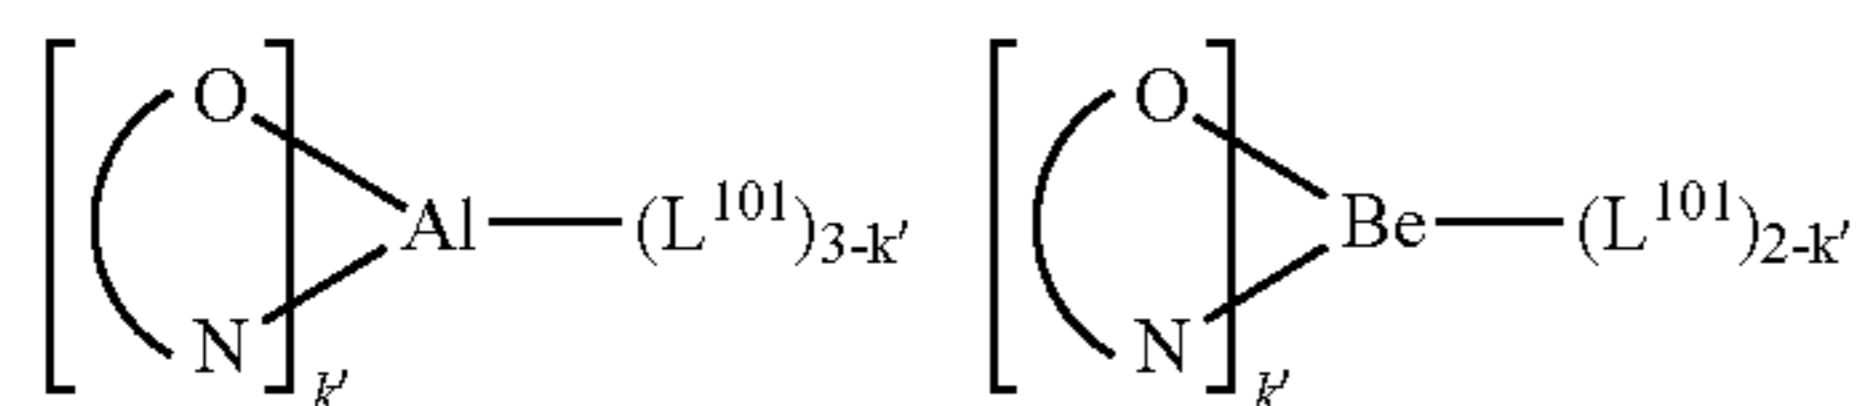 [O N]k' Al—(L¹⁰¹)3-k' [O N]k' Be—(L¹⁰¹)2-k'